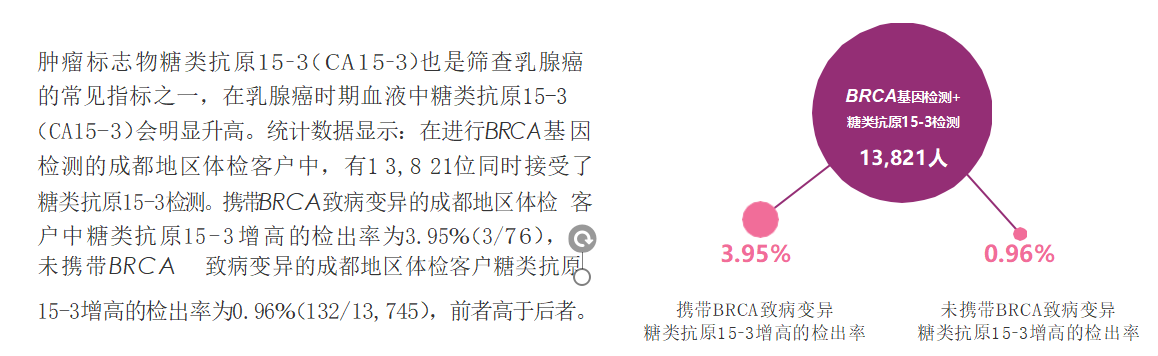 肿瘤标志物糖类抗原15-3(CA15-3)也是筛查乳腺癌
的常见指标之一，在乳腺癌时期血液中糖类抗原15-3
(CA15-3)会明显升高。统计数据显示：在进行BRCA基 因
检测的成都地区体检客户中，有1 3,8 21位同时接受了
糖类抗原15-3检测。携带BRCA致病变异的成都地区体检 客
户中糖类抗原15-3增高的检出率为3.95%(3/76)，
未携带BRCA 致病变异的成都地区体检客户糖类抗原
15-3增高的检出率为0.96%(132/13,745)，前者高于后者。
BRCA基因检测+
糖类抗原15-3检测
13,821人
3.95%
携带BRCA致病变异
糖类抗原15-3增高的检出率
0.96%
未携带BRCA致病变异
糖类抗原15-3增高的检出率